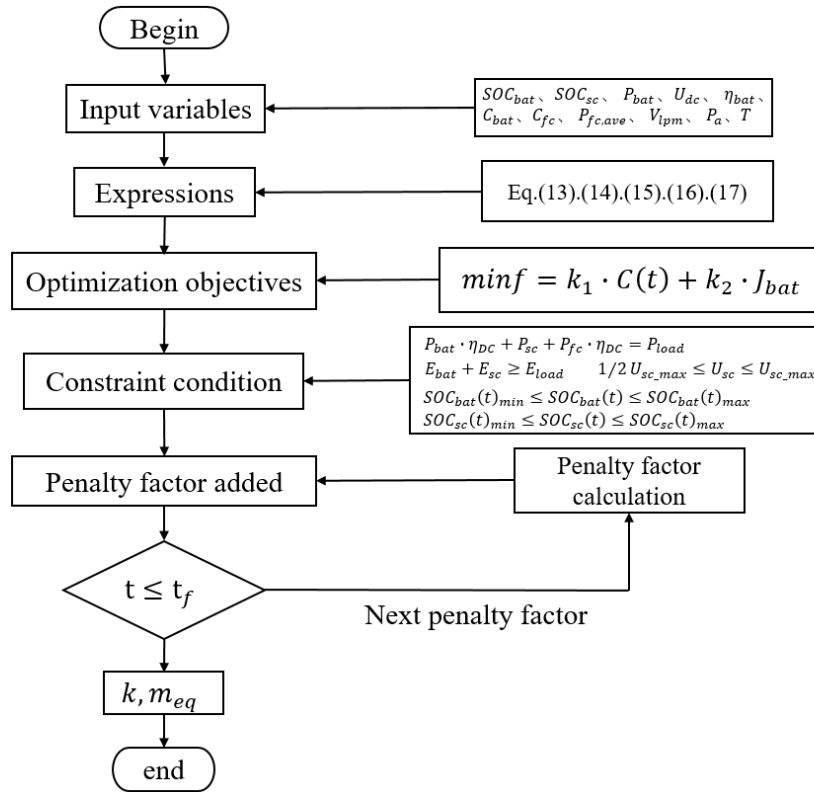 Begin
Input variables
SOC_bat、 SOC_sc、 P_bat、 U_dc、 η_bat、
C_bat、 C_fc、 P_fc,ave、 V_lpm、 P_a、 T
Expressions
Eq.(13).(14).(15).(16).(17)
Optimization objectives
minf = k_1 · C(t) + k_2 · J_bat
Constraint condition
P_bat · η_DC + P_sc + P_fc · η_DC = P_load
E_bat + E_sc ≥ E_load 1/2 U_sc_max ≤ U_sc ≤ U_sc_max
SOC_bat(t)_min ≤ SOC_bat(t) ≤ SOC_bat(t)_max
SOC_sc(t)_min ≤ SOC_sc(t) ≤ SOC_sc(t)_max
Penalty factor added
Penalty factor
calculation
t ≤ t_f
Next penalty factor
k, m_eq
end